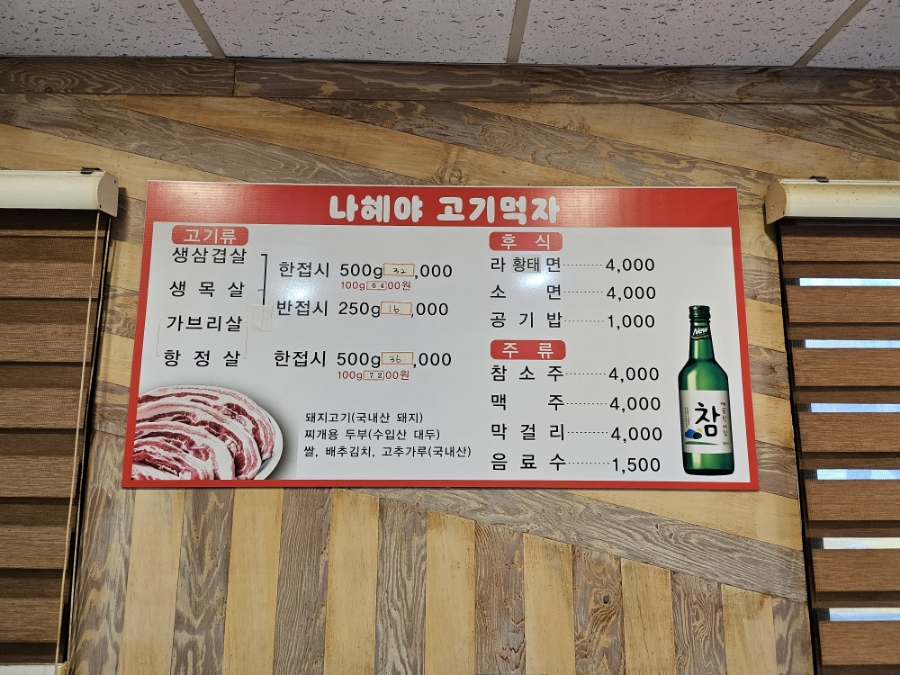 나혜야 고기먹자
고기류
생삼겹살
생 목 살
가브리살
항 정 살
한접시 500g 32,000
100g 6400원
반접시 250g 16,000
한접시 500g 36,000
100g 7200원
돼지고기(국내산 돼지)
찌개용 두부(수입산 대두)
쌀, 배추김치, 고추가루(국내산)
후 식
라 황태 면 ········· 4,000
소 면 ········· 4,000
공 기 밥 ········· 1,000
주 류
참 소 주 ········· 4,000
맥 주 ········· 4,000
막 걸 리 ········· 4,000
음 료 수 ········· 1,500
New
참